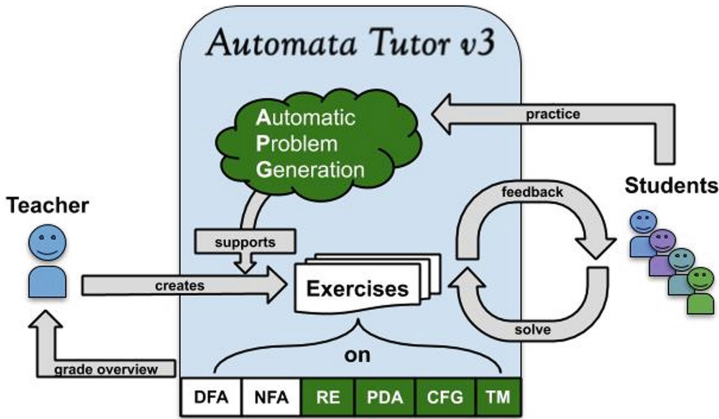 Automata Tutor v3
Automatic
Problem
Generation
practice
feedback
Students
Teacher
supports
creates
Exercises
solve
on
grade overview
DFA NFA RE PDA CFG TM